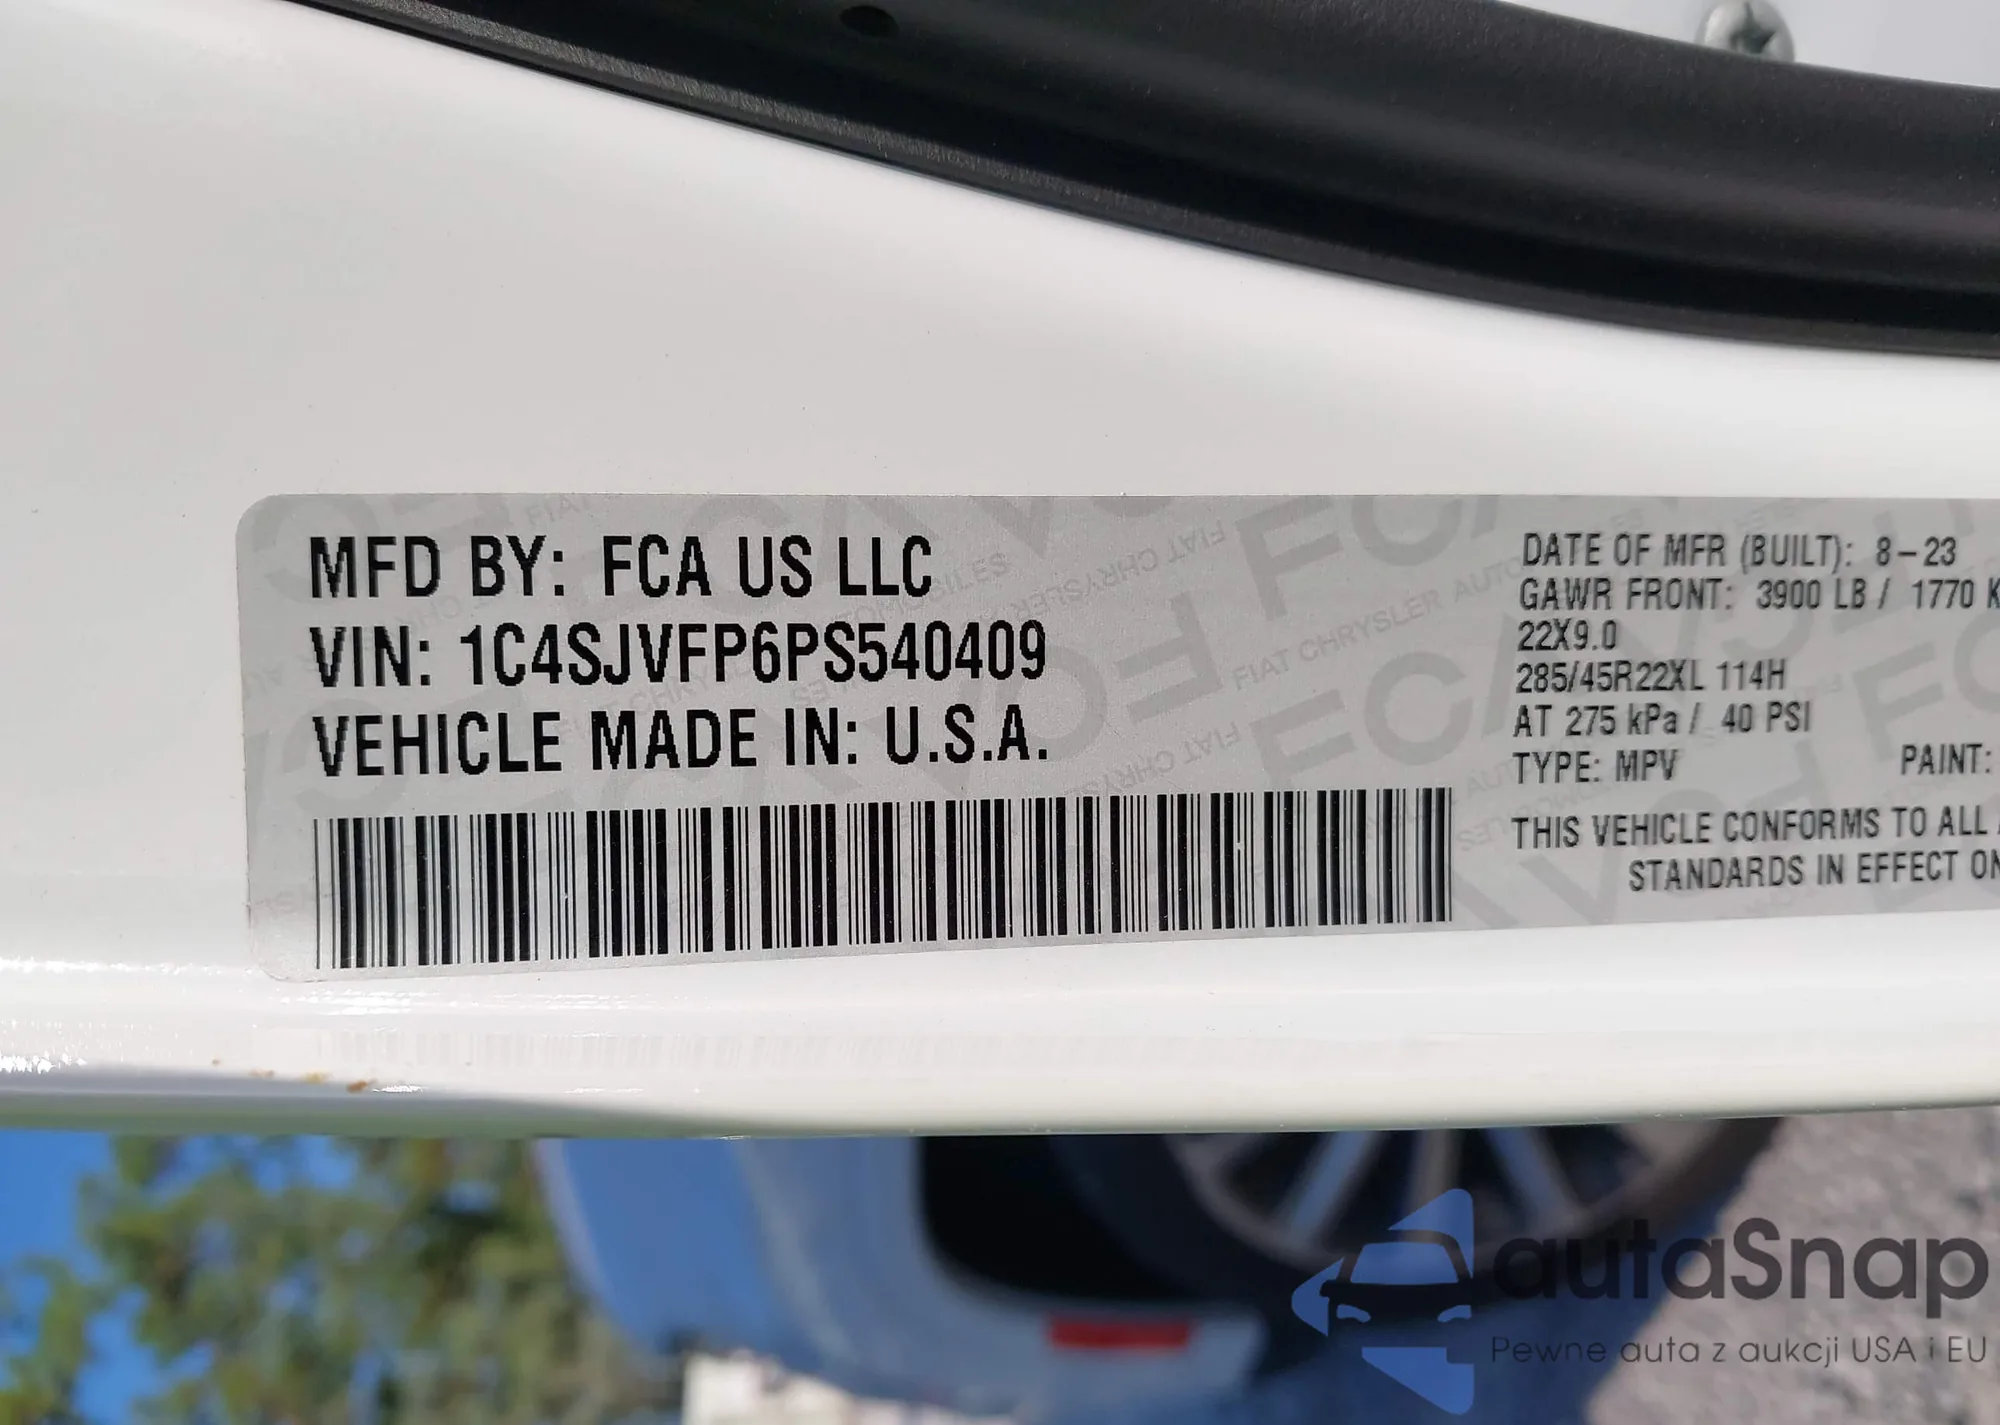 MFD BY: FCA US LLC
VIN: 1C4SJVFP6PS540409
VEHICLE MADE IN: U.S.A.
DATE OF MFR (BUILT): 8-23
GAWR FRONT: 3900 LB / 1770 K
22X9.0
285/45R22XL 114H
AT 275 kPa / 40 PSI
TYPE: MPV PAINT:
THIS VEHICLE CONFORMS TO ALL
STANDARDS IN EFFECT ON
autaSnap
Pewne auta z aukcji USA i EU